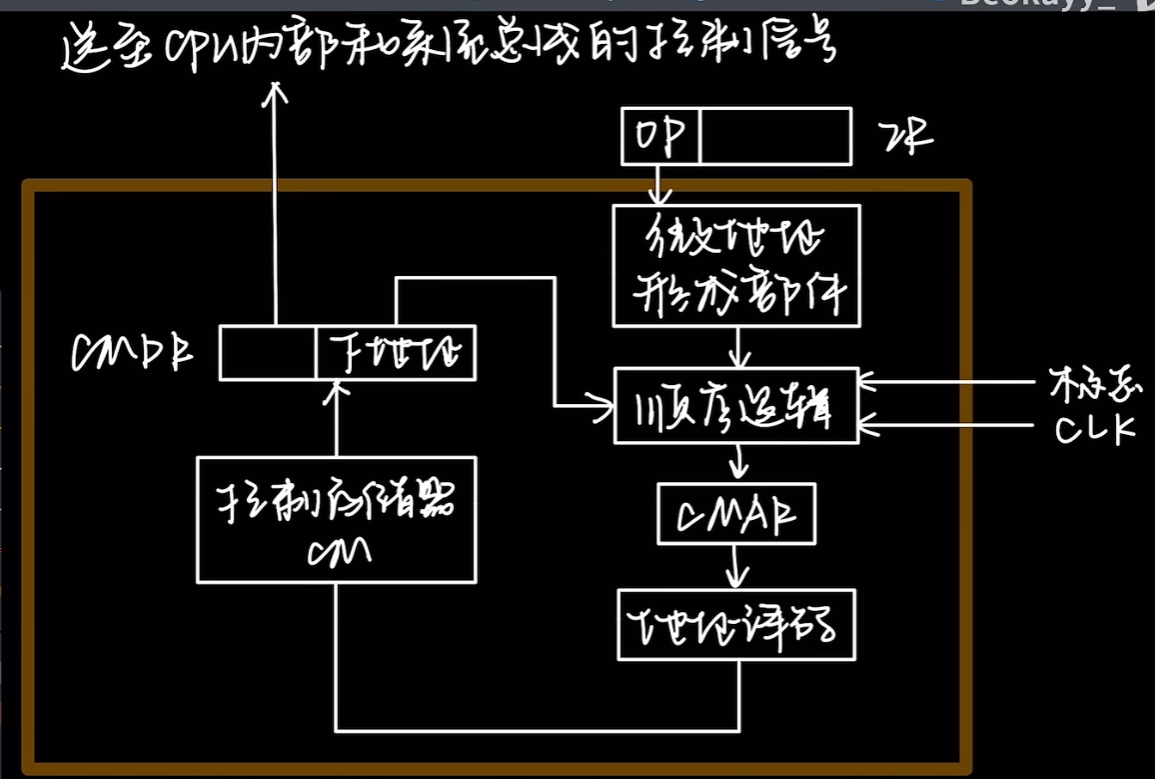 送至CPU内部和系统总线的控制信号
OP
IR
微地址
形成部件
CMDR
下地址
顺序逻辑
标志
CLK
控制存储器
CM
CMAR
地址译码